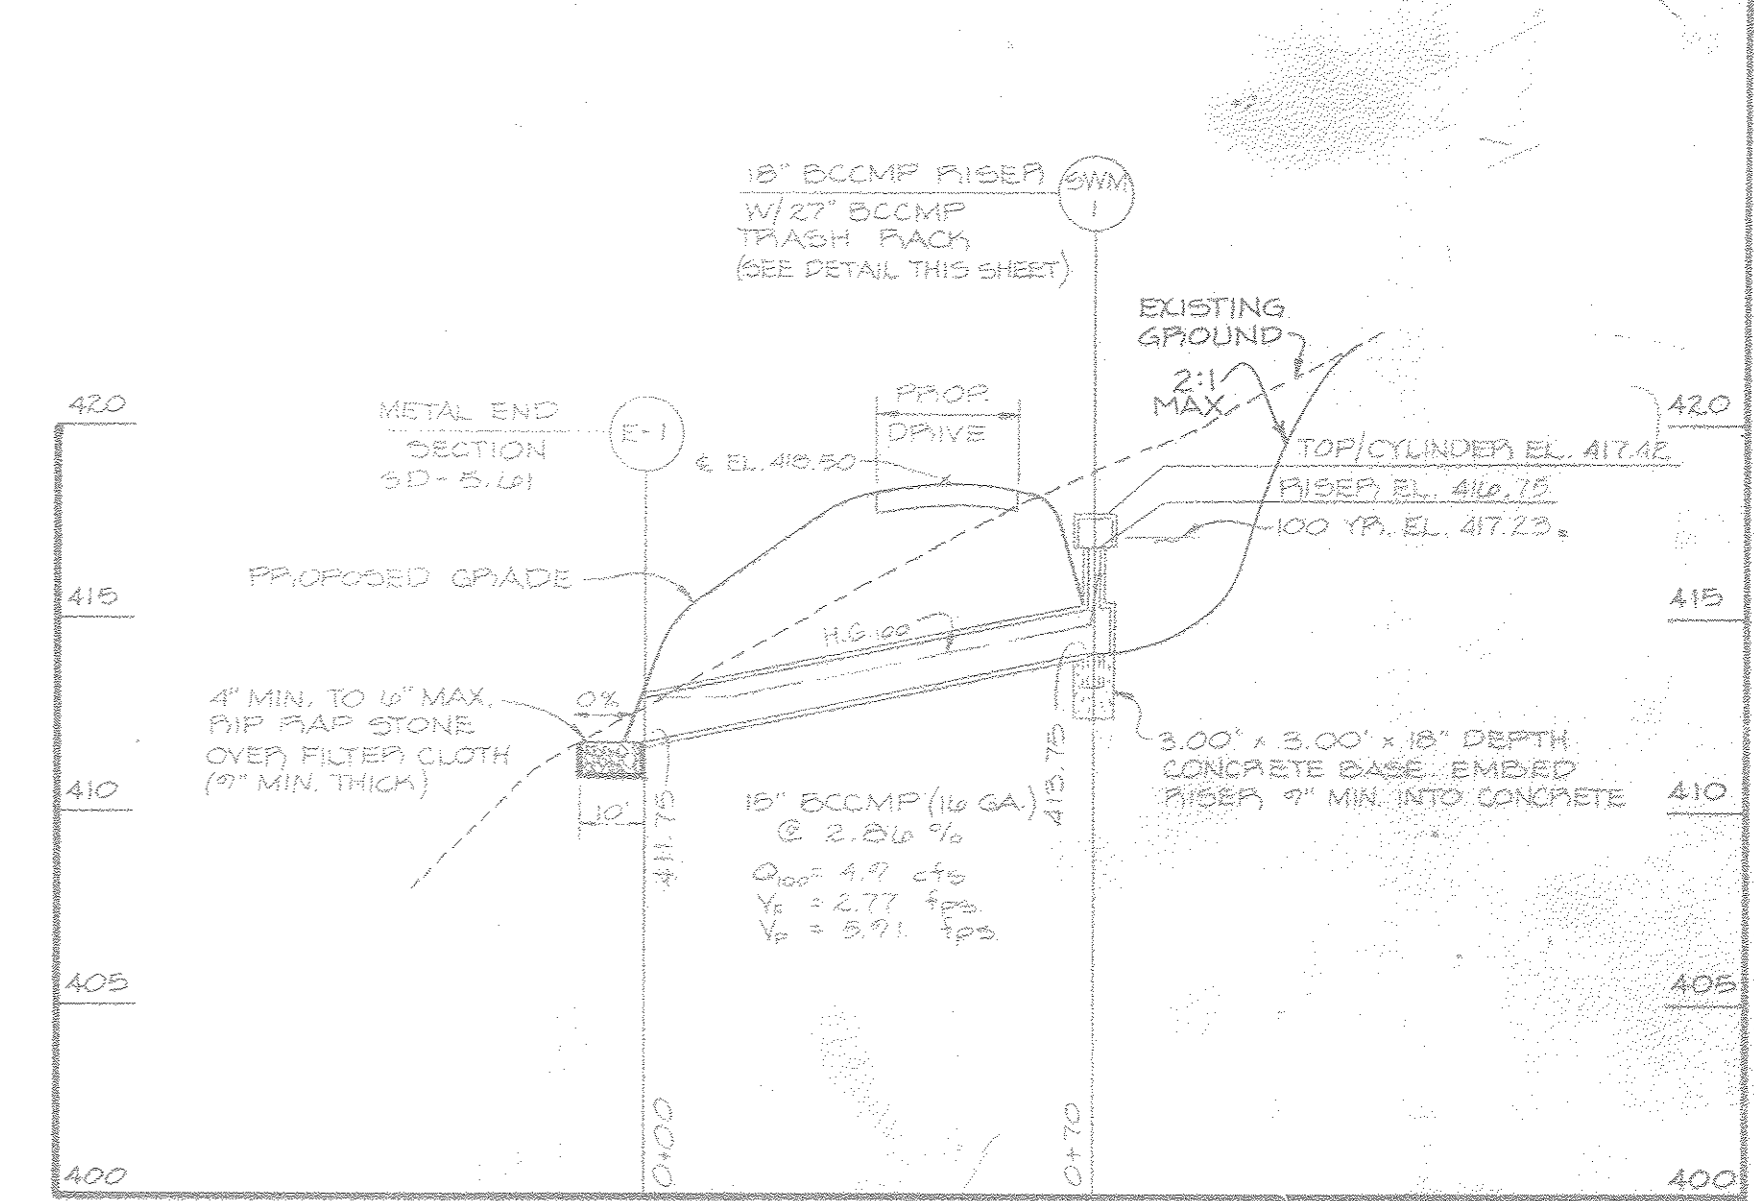 18" BCCMP RISER
SWM
1
W/27" BCCMP
TRASH RACK
(SEE DETAIL THIS SHEET)
EXISTING
GROUND
2:1
MAX
420
METAL END
SECTION
SD-5.61
E-1
PROP.
DRIVE
℄ EL. 418.50
420
TOP/CYLINDER EL. 417.42
RISER EL. 416.75
100 YR. EL. 417.23
PROPOSED GRADE
415
415
H.G.100
4" MIN. TO 6" MAX.
RIP RAP STONE
OVER FILTER CLOTH
(9" MIN. THICK)
0%
10'
411.75
413.75
3.00' x 3.00' x 18" DEPTH
CONCRETE BASE. EMBED
RISER 9" MIN. INTO CONCRETE
410
410
15" BCCMP (16 GA.)
@ 2.86 %
Q100= 4.9 cfs
= 2.77 fps.
= 5.91 fps.
405
405
0+00
0+70
400
400